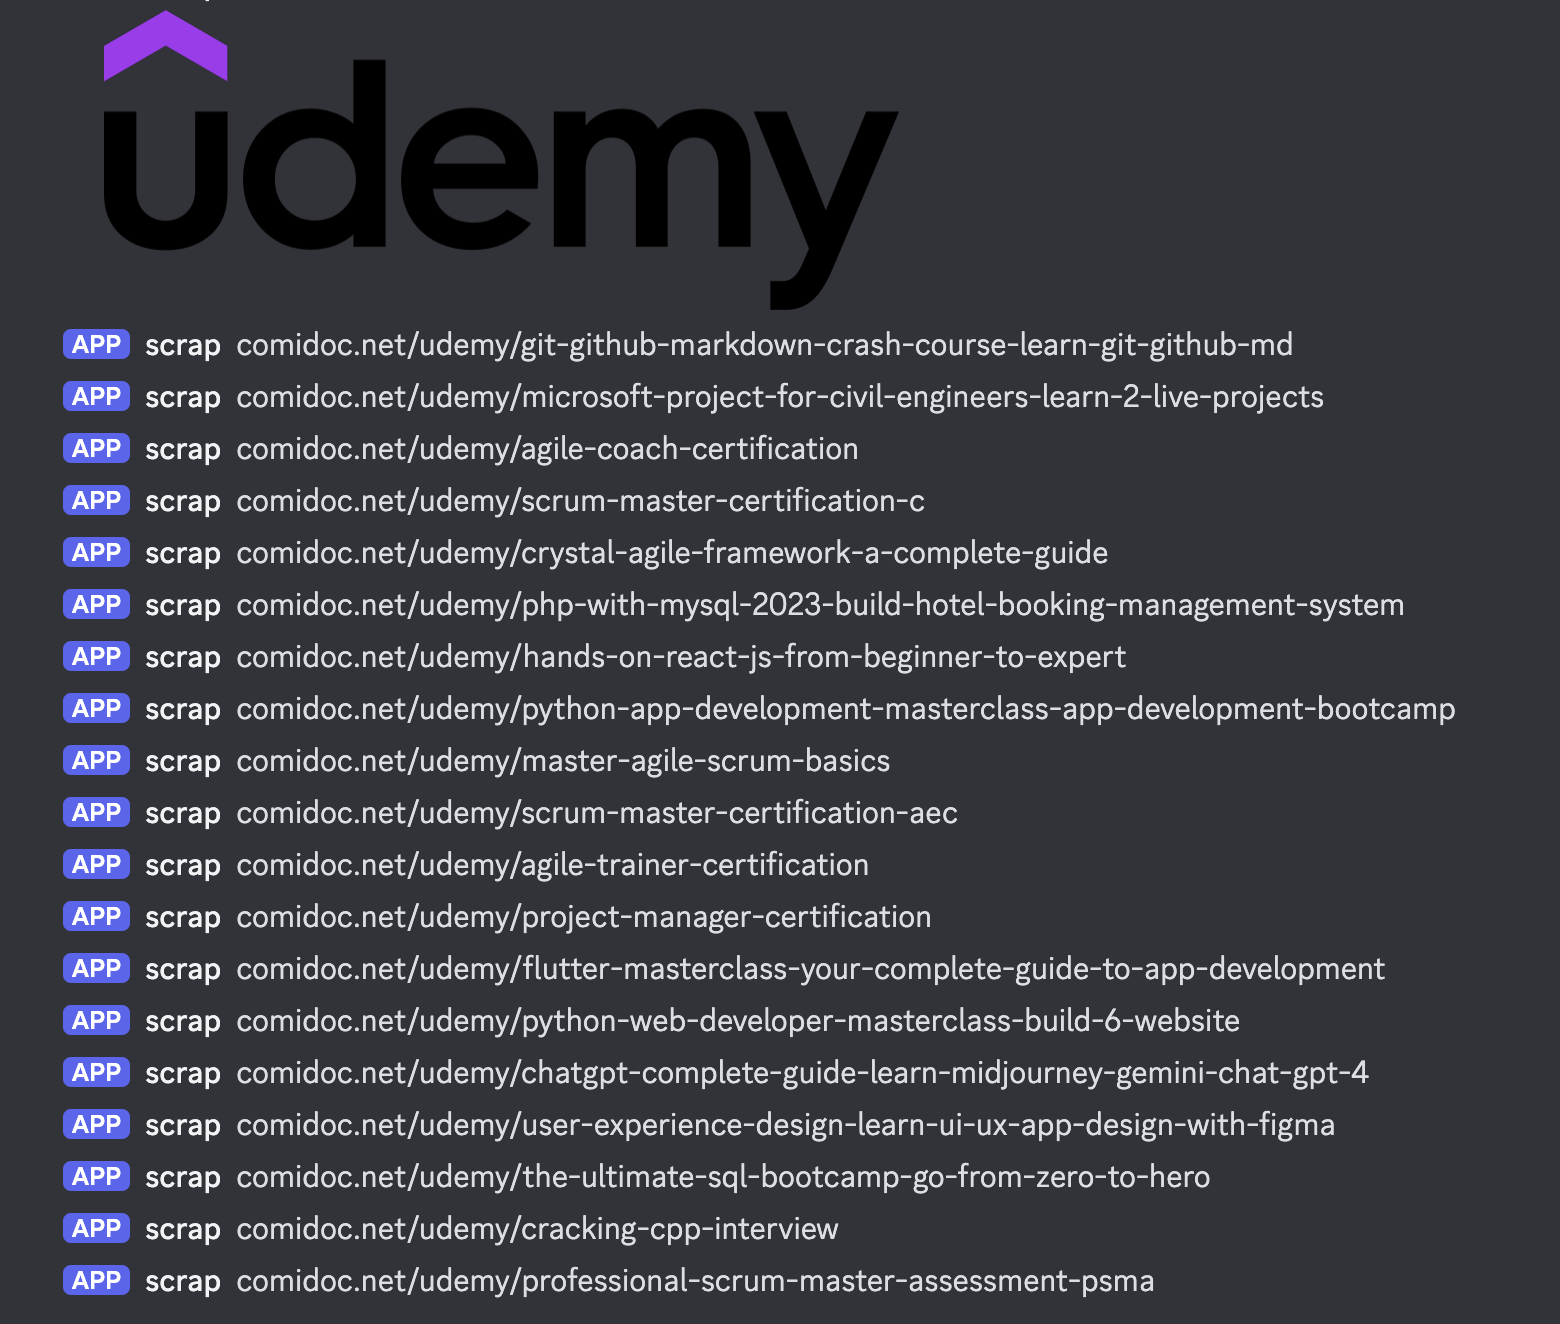 udemy
APP scrap comidoc.net/udemy/git-github-markdown-crash-course-learn-git-github-md
APP scrap comidoc.net/udemy/microsoft-project-for-civil-engineers-learn-2-live-projects
APP scrap comidoc.net/udemy/agile-coach-certification
APP scrap comidoc.net/udemy/scrum-master-certification-c
APP scrap comidoc.net/udemy/crystal-agile-framework-a-complete-guide
APP scrap comidoc.net/udemy/php-with-mysql-2023-build-hotel-booking-management-system
APP scrap comidoc.net/udemy/hands-on-react-js-from-beginner-to-expert
APP scrap comidoc.net/udemy/python-app-development-masterclass-app-development-bootcamp
APP scrap comidoc.net/udemy/master-agile-scrum-basics
APP scrap comidoc.net/udemy/scrum-master-certification-aec
APP scrap comidoc.net/udemy/agile-trainer-certification
APP scrap comidoc.net/udemy/project-manager-certification
APP scrap comidoc.net/udemy/flutter-masterclass-your-complete-guide-to-app-development
APP scrap comidoc.net/udemy/python-web-developer-masterclass-build-6-website
APP scrap comidoc.net/udemy/chatgpt-complete-guide-learn-midjourney-gemini-chat-gpt-4
APP scrap comidoc.net/udemy/user-experience-design-learn-ui-ux-app-design-with-figma
APP scrap comidoc.net/udemy/the-ultimate-sql-bootcamp-go-from-zero-to-hero
APP scrap comidoc.net/udemy/cracking-cpp-interview
APP scrap comidoc.net/udemy/professional-scrum-master-assessment-psma